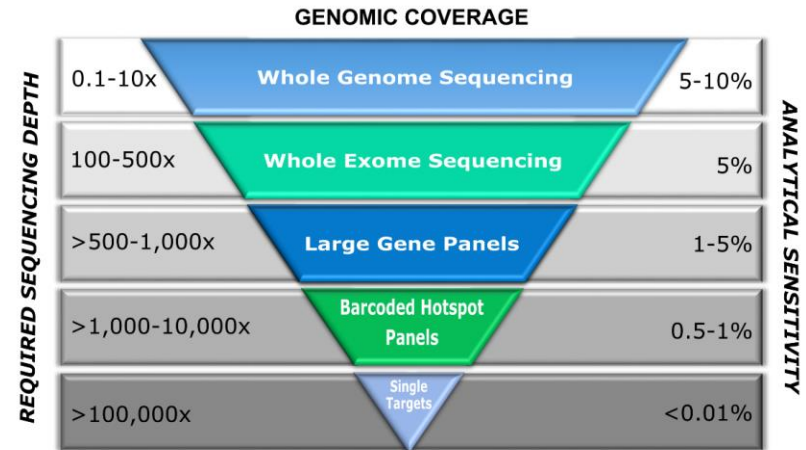 GENOMIC COVERAGE
REQUIRED SEQUENCING DEPTH
ANALYTICAL SENSITIVITY
0.1-10x Whole Genome Sequencing 5-10%
100-500x Whole Exome Sequencing 5%
>500-1,000x Large Gene Panels 1-5%
Barcoded Hotspot
>1,000-10,000x Panels 0.5-1%
Single
Targets
>100,000x <0.01%